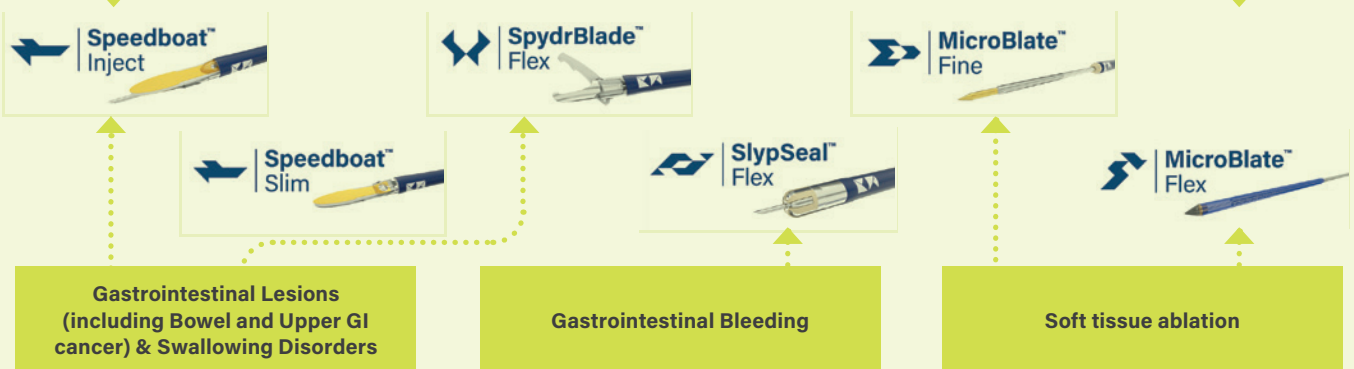 Speedboat™
Inject
SpydrBlade™
Flex
MicroBlate™
Fine
Speedboat™
Slim
SlypSeal™
Flex
MicroBlate™
Flex
Gastrointestinal Lesions
(including Bowel and Upper GI
cancer) & Swallowing Disorders
Gastrointestinal Bleeding
Soft tissue ablation